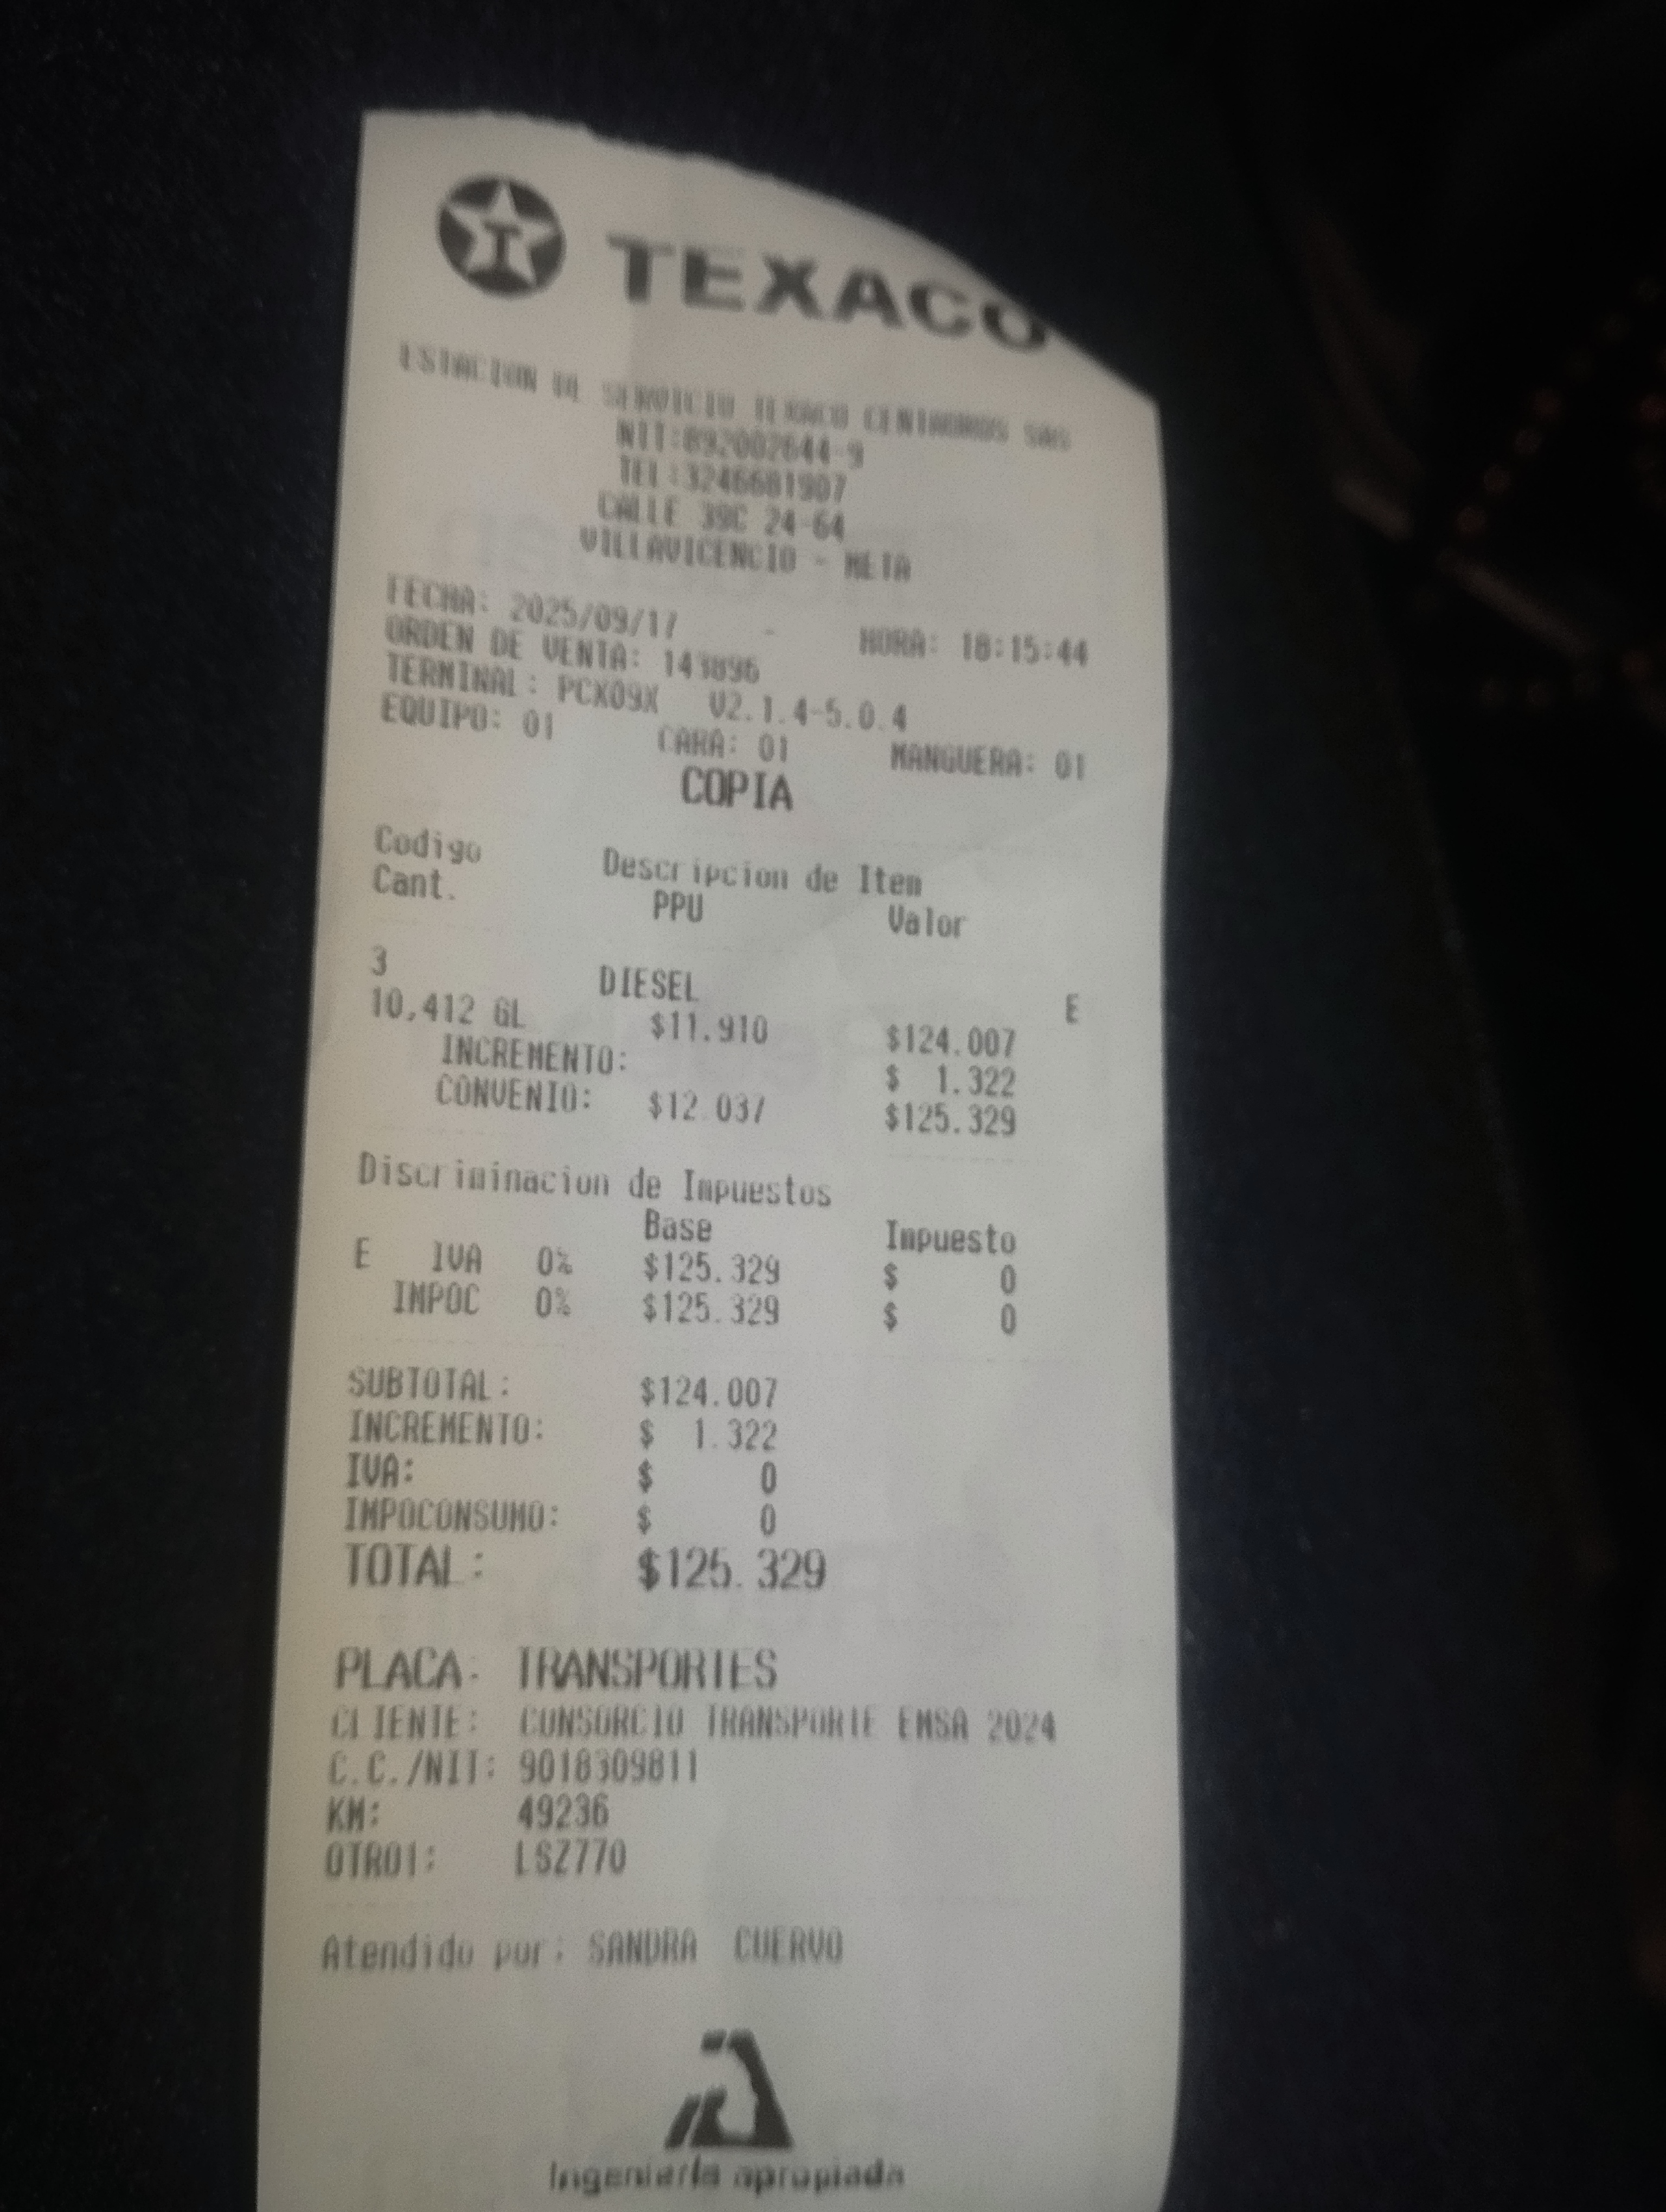 TEXACO
ESTACION DE SERVICIO TEXACO CENTAUROS SAS
NIT:892002644-9
TEL:3246681907
CALLE 39C 24-64
VILLAVICENCIO - META
FECHA: 2025/09/17 - HORA: 18:15:44
ORDEN DE VENTA: 143896
TERMINAL: PCX09X V2.1.4-5.0.4
EQUIPO: 01 CARA: 01 MANGUERA: 01
COPIA
Codigo Descripcion de Item
Cant. PPU Valor
3 DIESEL E
10,412 GL $11.910 $124.007
INCREMENTO: $ 1.322
CONVENIO: $12.037 $125.329
Discriminacion de Impuestos
Base Impuesto
E IVA 0% $125.329 $ 0
IMPOC 0% $125.329 $ 0
SUBTOTAL: $124.007
INCREMENTO: $ 1.322
IVA: $ 0
IMPOCONSUMO: $ 0
TOTAL: $125.329
PLACA: TRANSPORTES
CLIENTE: CONSORCIO TRANSPORTE EMSA 2024
C.C./NIT: 9018309811
KM: 49236
OTRO1: LSZ770
Atendido por: SANDRA CUERVO
Ingeniería apropiada